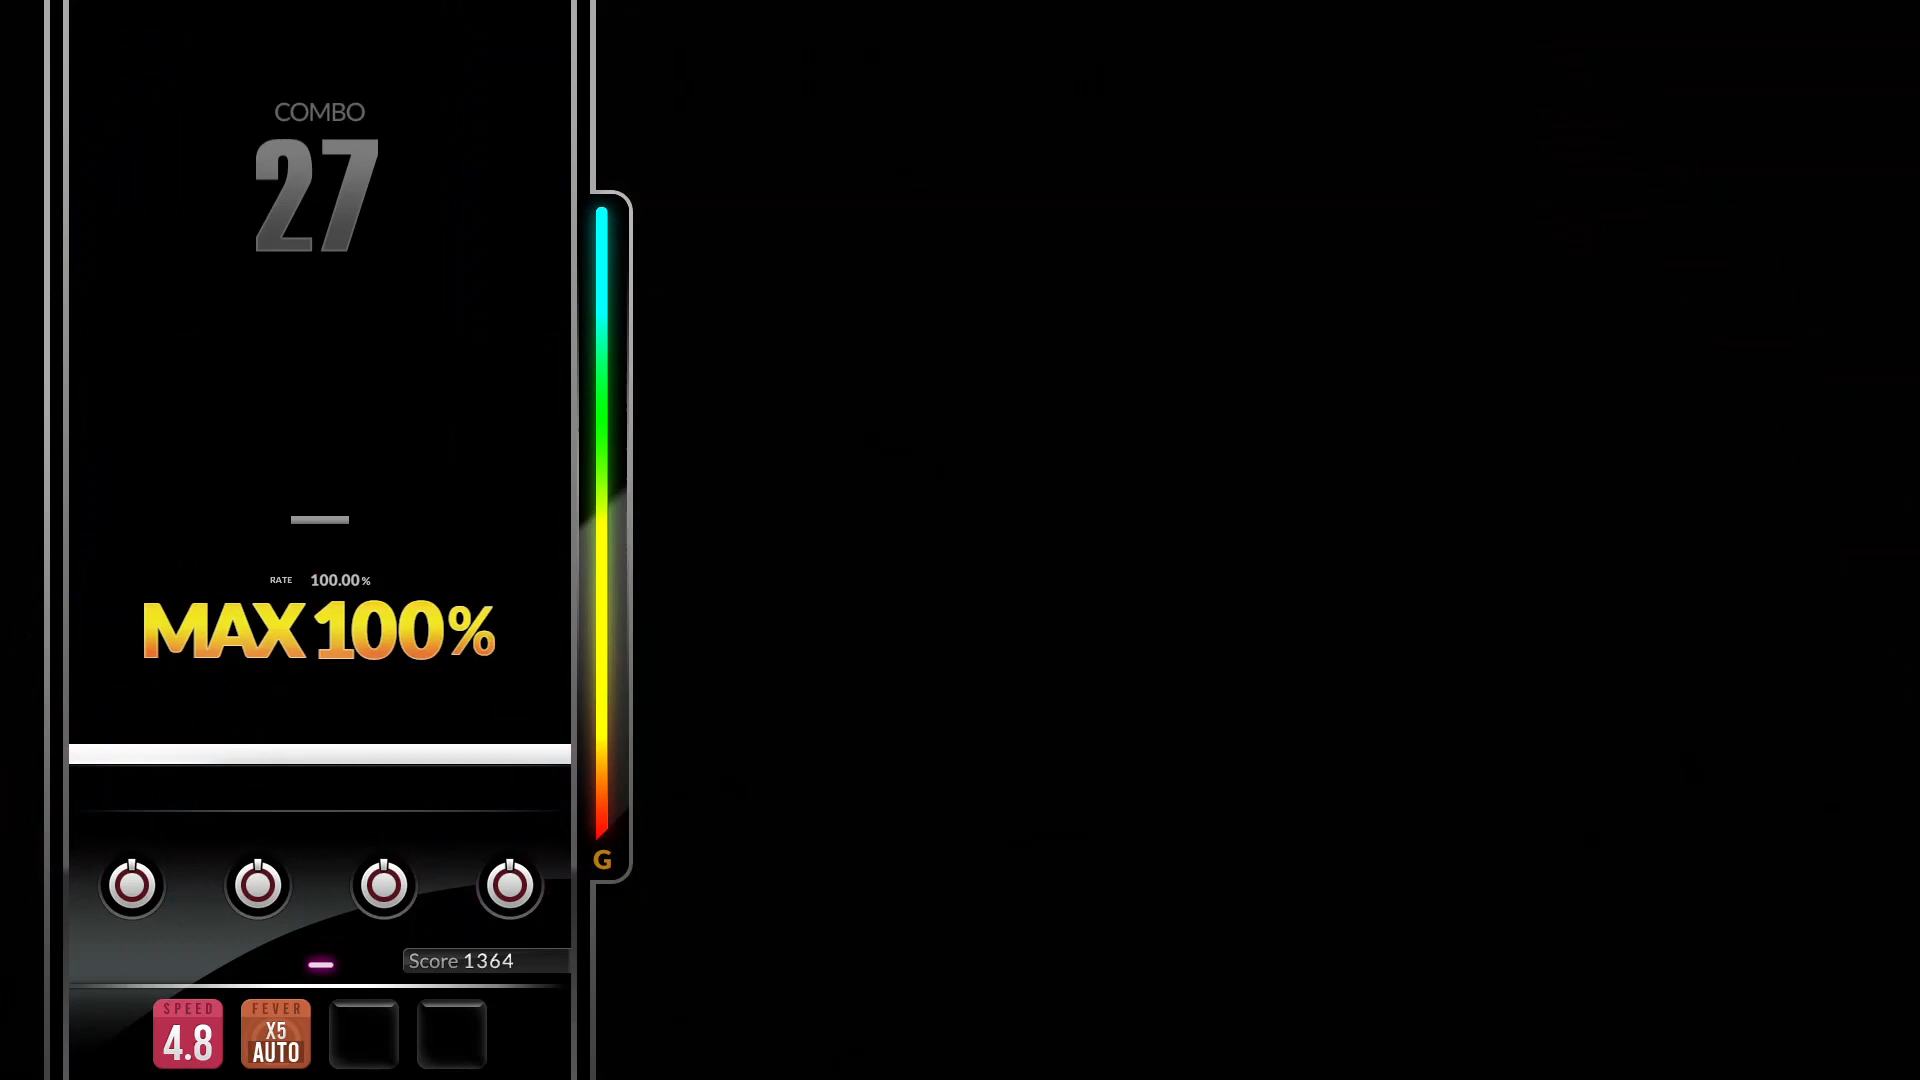 COMBO
27
RATE 100.00%
MAX 100%
G
Score 1364
SPEED
4.8
FEVER
X5
AUTO